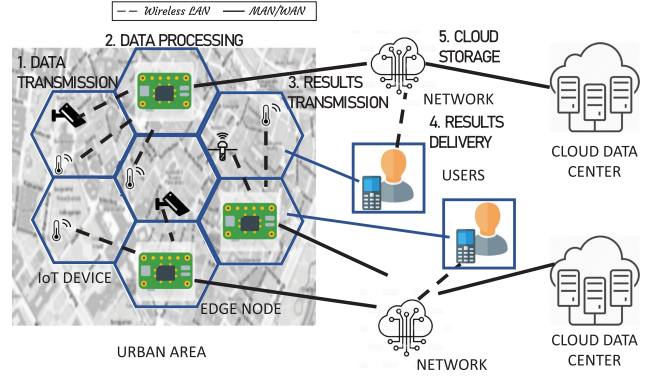 Wireless LAN
MAN/WAN
1. DATA
TRANSMISSION
2. DATA PROCESSING
3. RESULTS
TRANSMISSION
5. CLOUD
STORAGE
NETWORK
4. RESULTS
DELIVERY
USERS
CLOUD DATA
CENTER
IoT DEVICE
EDGE NODE
URBAN AREA
NETWORK
CLOUD DATA
CENTER